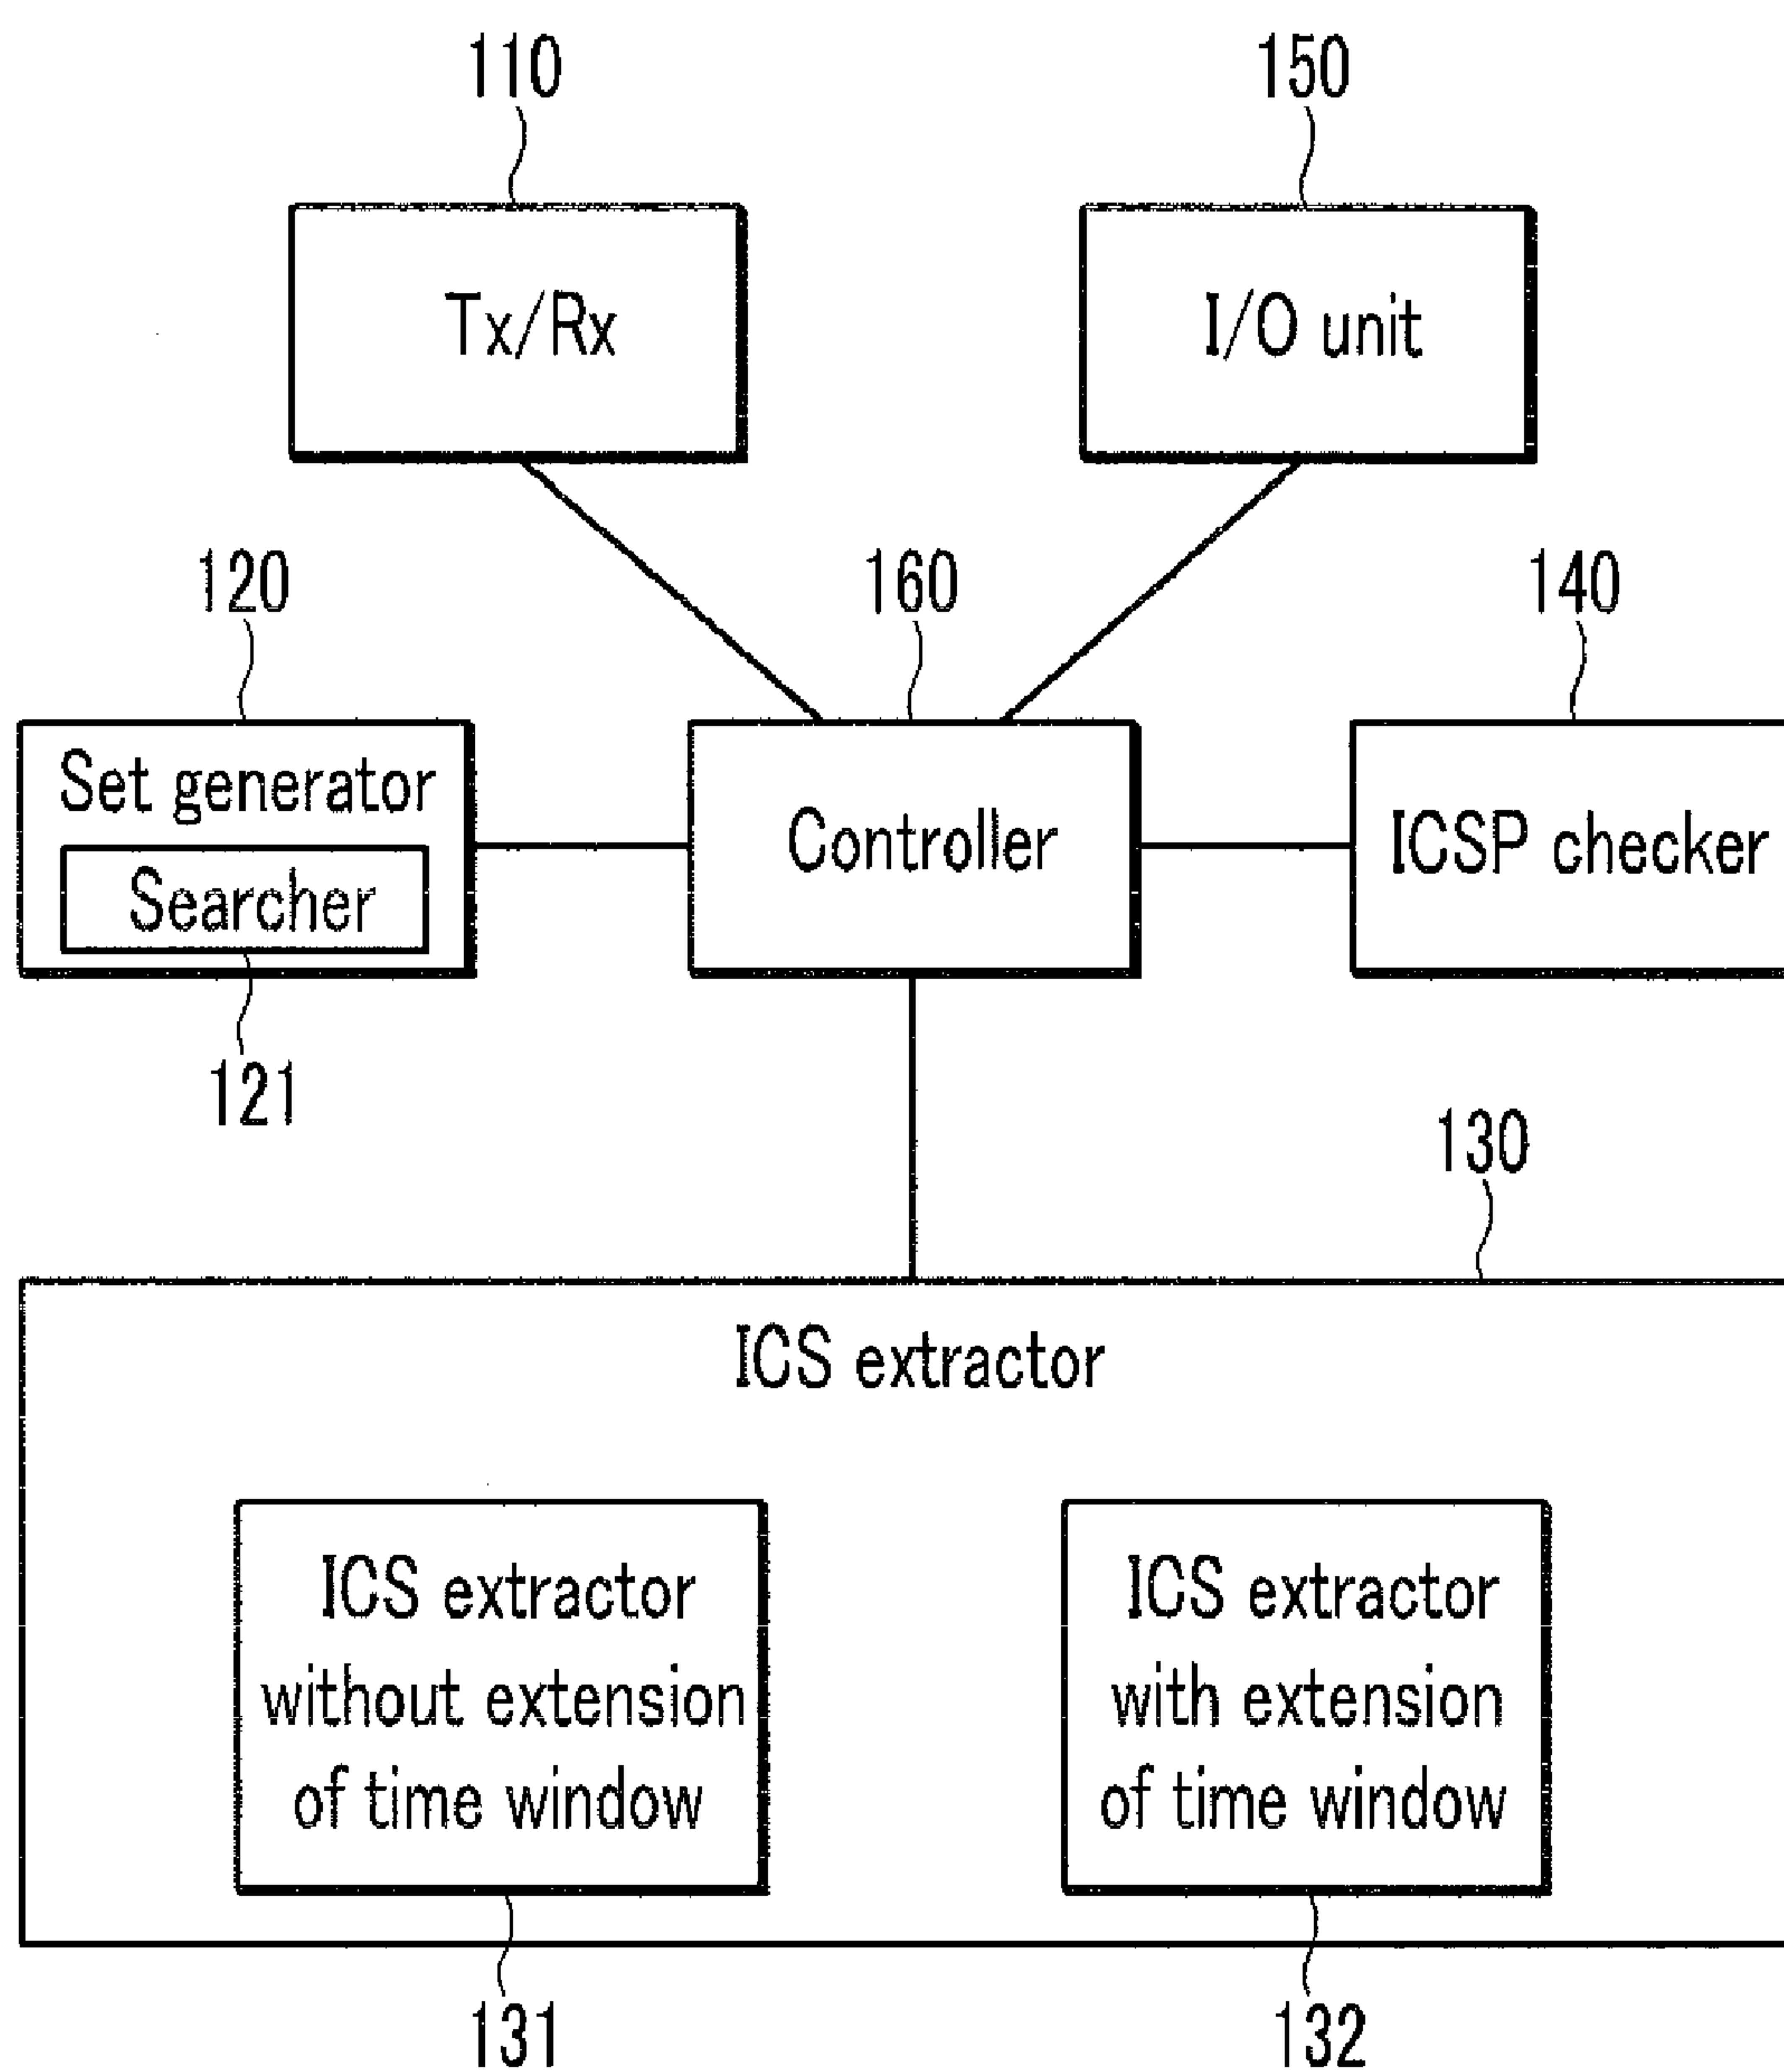 110
150
Tx/Rx
I/O unit
120
160
140
Set generator
Controller
ICSP checker
Searcher
121
130
ICS extractor
ICS extractor
without extension
of time window
ICS extractor
with extension
of time window
131
132